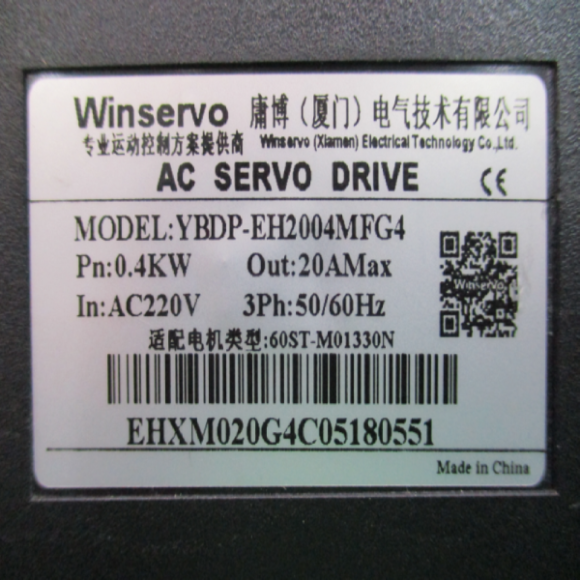 Winservo 庸博（厦门）电气技术有限公司
专业运动控制方案提供商 Winservo (Xiamen) Electrical Technology Co.,Ltd.
AC SERVO DRIVE CE
MODEL:YBDP-EH2004MFG4
Pn:0.4KW Out:20AMax
In:AC220V 3Ph:50/60Hz
Winservo
适配电机类型:60ST-M01330N
EHXM020G4C05180551
Made in China